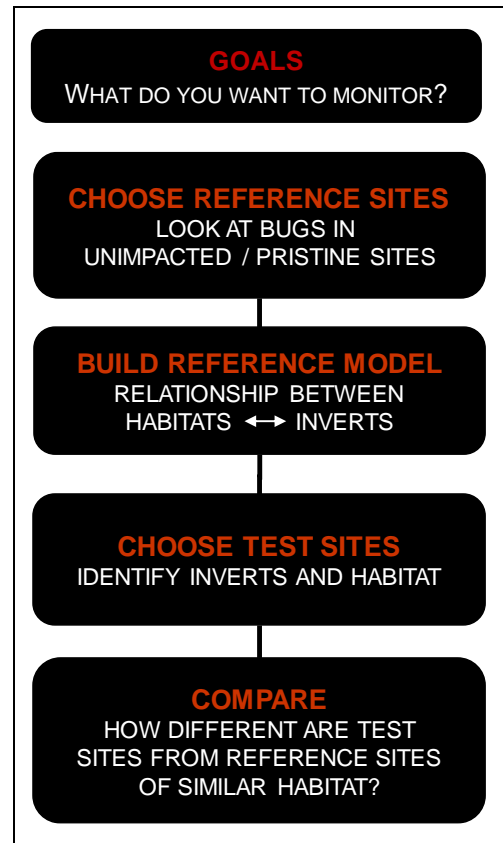 GOALS
WHAT DO YOU WANT TO MONITOR?
CHOOSE REFERENCE SITES
LOOK AT BUGS IN
UNIMPACTED / PRISTINE SITES
BUILD REFERENCE MODEL
RELATIONSHIP BETWEEN
HABITATS ↔ INVERTS
CHOOSE TEST SITES
IDENTIFY INVERTS AND HABITAT
COMPARE
HOW DIFFERENT ARE TEST
SITES FROM REFERENCE SITES
OF SIMILAR HABITAT?